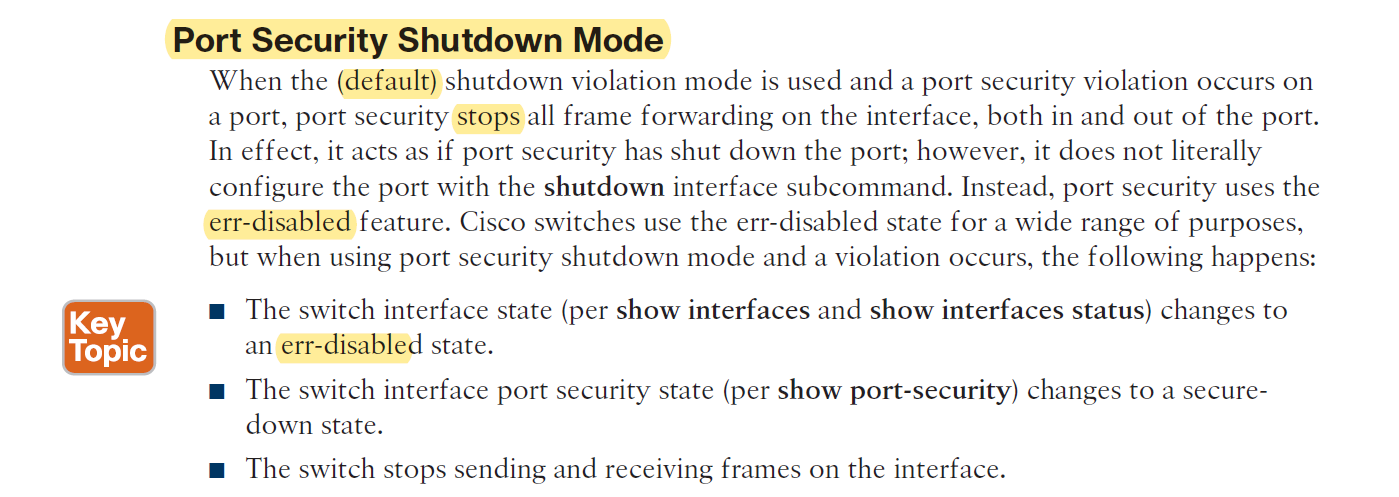 Port Security Shutdown Mode
When the (default) shutdown violation mode is used and a port security violation occurs on
a port, port security stops all frame forwarding on the interface, both in and out of the port.
In effect, it acts as if port security has shut down the port; however, it does not literally
configure the port with the shutdown interface subcommand. Instead, port security uses the
err-disabled feature. Cisco switches use the err-disabled state for a wide range of purposes,
but when using port security shutdown mode and a violation occurs, the following happens:
Key
Topic
■ The switch interface state (per show interfaces and show interfaces status) changes to
an err-disabled state.
■ The switch interface port security state (per show port-security) changes to a secure-
down state.
■ The switch stops sending and receiving frames on the interface.